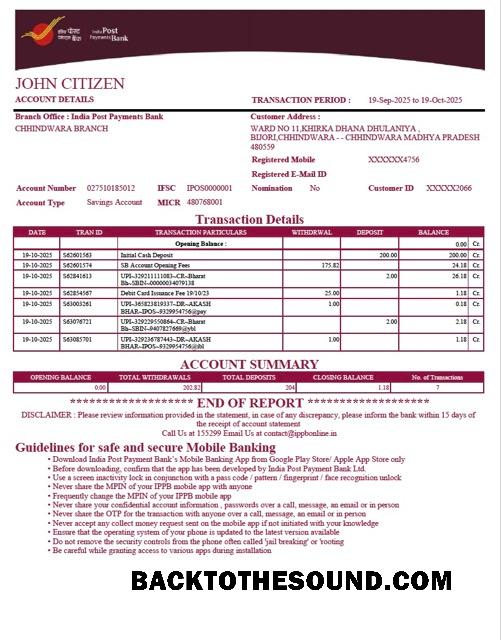 इंडिया पोस्ट India Post
पेमेंट्स बैंक Payments Bank
JOHN CITIZEN
ACCOUNT DETAILS TRANSACTION PERIOD : 19-Sep-2025 to 19-Oct-2025
Branch Office : India Post Payments Bank Customer Address :
CHHINDWARA BRANCH WARD NO 11,KHIRKA DHANA DHULANIYA ,
BIJORI,CHHINDWARA - - CHHINDWARA MADHYA PRADESH
480559
Registered Mobile XXXXXX4756
Registered E-Mail ID
Account Number 027510185012 IFSC IPOS0000001 Nomination No Customer ID XXXXX2066
Account Type Savings Account MICR 480768001
Transaction Details
DATE TRAN ID TRANSACTION PARTICULARS WITHDRWAL DEPOSIT BALANCE
Opening Balance : 0.00 Cr.
19-10-2025 S62601563 Initial Cash Deposit 200.00 200.00 Cr.
19-10-2025 S62601574 SB Account Opening Fees 175.82 24.18 Cr.
19-10-2025 S62841613 UPI~329211111083~CR~Bharat 2.00 26.18 Cr.
Bh~SBIN~00000034079138
19-10-2025 S62854567 Debit Card Issuance Fee 19/10/23 25.00 1.18 Cr.
19-10-2025 S63003261 UPI~365823819337~DR~AKASH 1.00 0.18 Cr.
BHAR~IPOS~9329954756@pay
19-10-2025 S63076721 UPI~329229550864~CR~Bharat 2.00 2.18 Cr.
Bh~SBIN~9407827669@ybl
19-10-2025 S63085701 UPI~329236787443~DR~AKASH 1.00 1.18 Cr.
BHAR~IPOS~9329954756@ibl
ACCOUNT SUMMARY
OPENING BALANCE TOTAL WITHDRAWALS TOTAL DEPOSITS CLOSING BALANCE No. of Transactions
0.00 202.82 204 1.18 7
******************** END OF REPORT ********************
DISCLAIMER : Please review information provided in the statement, in case of any discrepancy, please inform the bank within 15 days of
the receipt of account statement
Call Us at 155299 Email Us at contact@ippbonline.in
Guidelines for safe and secure Mobile Banking
• Download India Post Payment Bank's Mobile Banking App from Google Play Store/ Apple App Store only
• Before downloading, confirm that the app has been developed by India Post Payment Bank Ltd.
• Use a screen inactivity lock in conjunction with a pass code / pattern / fingerprint / face recognition unlock
• Never share the MPIN of your IPPB mobile app with anyone
• Frequently change the MPIN of your IPPB mobile app
• Never share your confidential account information , passwords over a call, message, an email or in person
• Never share the OTP for the transaction with anyone over a call, message, email or in person
• Never accept any collect money request sent on the mobile app if not initiated with your knowledge
• Ensure that the operating system of your phone is updated to the latest version available
• Do not remove the security controls from the phone often called 'jail breaking' or 'rooting
• Be careful while granting access to various apps during installation
BACKTOTHESOUND.COM